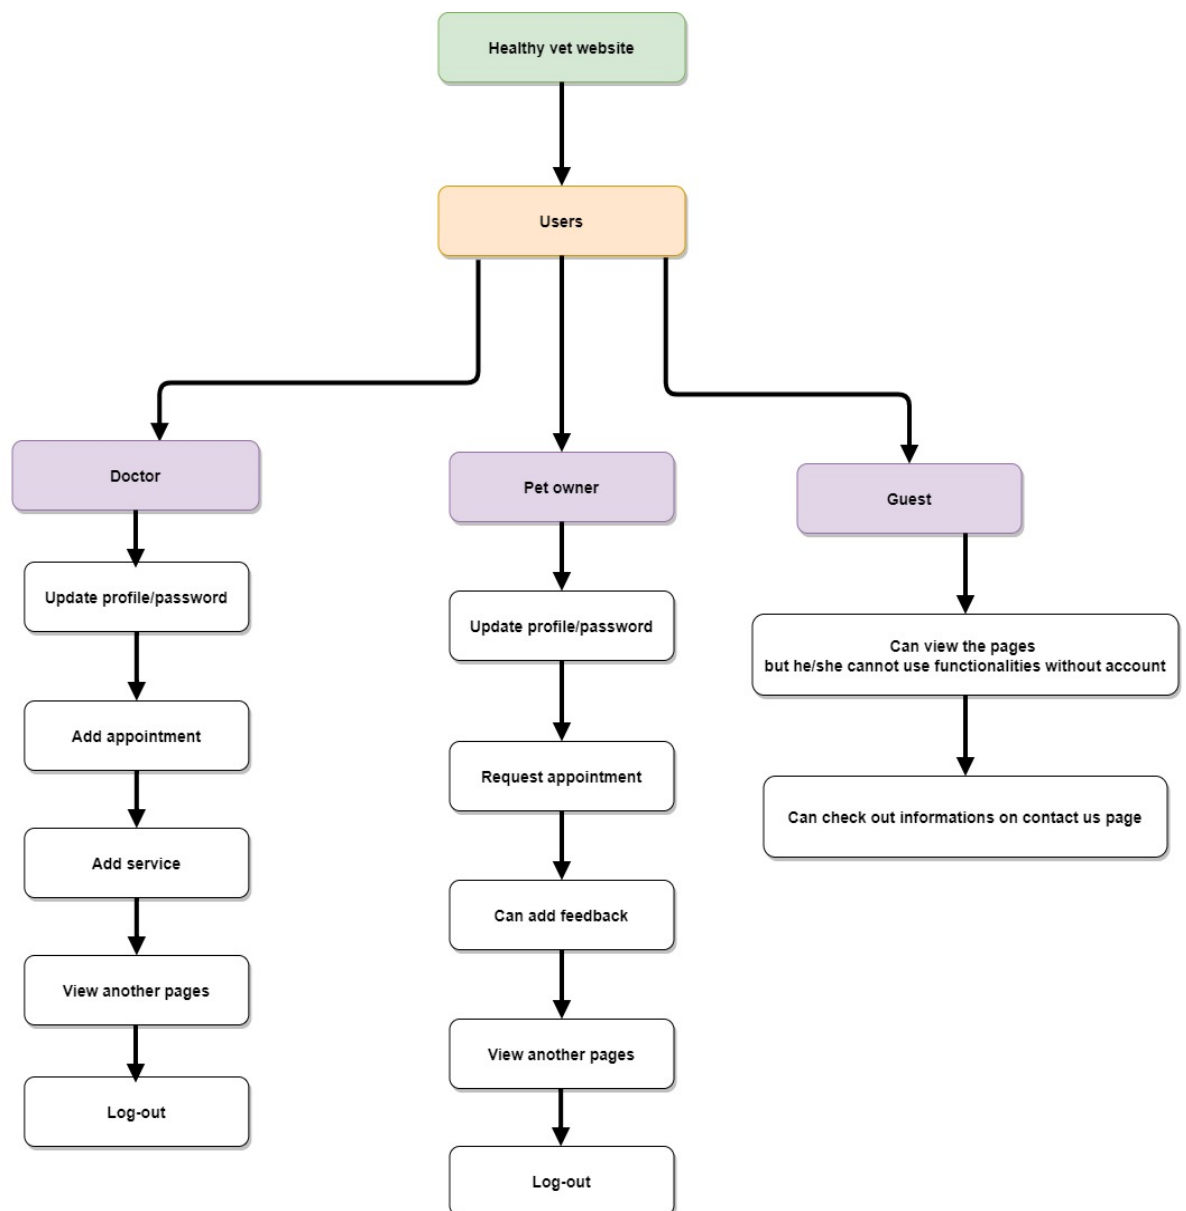 Healthy vet website
Users
Doctor
Update profile/password
Add appointment
Add service
View another pages
Log-out
Pet owner
Update profile/password
Request appointment
Can add feedback
View another pages
Log-out
Guest
Can view the pages
but he/she cannot use functionalities without account
Can check out informations on contact us page